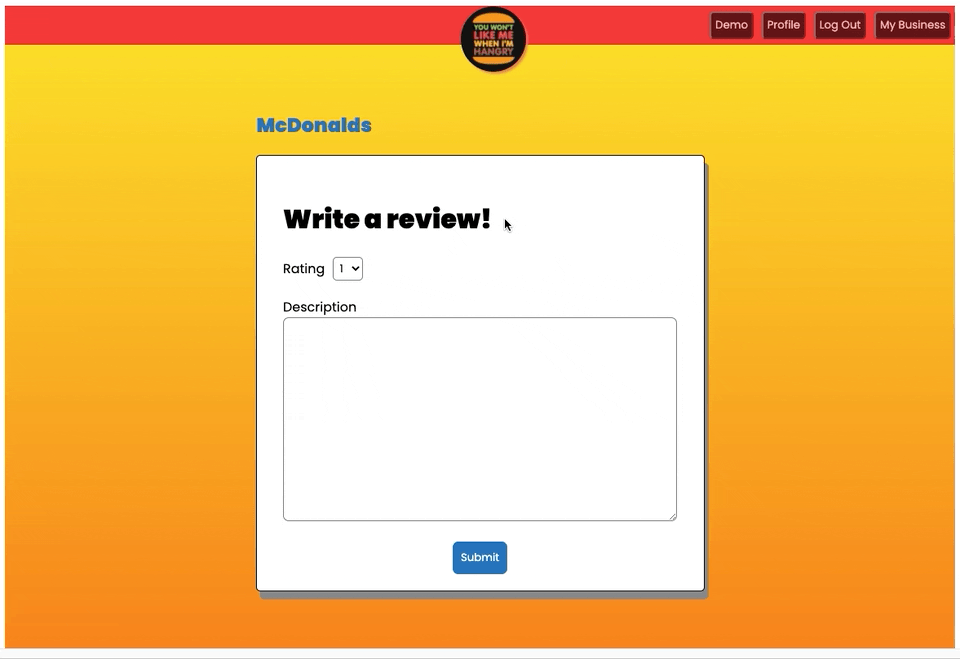 YOU WON'T
LIKE ME
WHEN I'M
HANGRY
Demo Profile Log Out My Business
McDonalds
Write a review!
Rating 1
Description
Submit